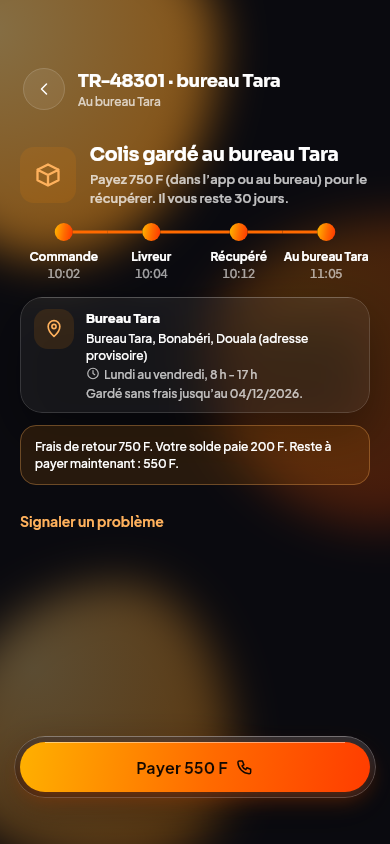 TR-48301 · bureau Tara
Au bureau Tara
Colis gardé au bureau Tara
Payez 750 F (dans l'app ou au bureau) pour le
récupérer. Il vous reste 30 jours.
Commande
Livreur
Récupéré
Au bureau Tara
10:02
10:04
10:12
11:05
Bureau Tara
Bureau Tara, Bonabéri, Douala (adresse
provisoire)
Lundi au vendredi, 8 h - 17 h
Gardé sans frais jusqu'au 04/12/2026.
Frais de retour 750 F. Votre solde paie 200 F. Reste à
payer maintenant : 550 F.
Signaler un problème
Payer 550 F